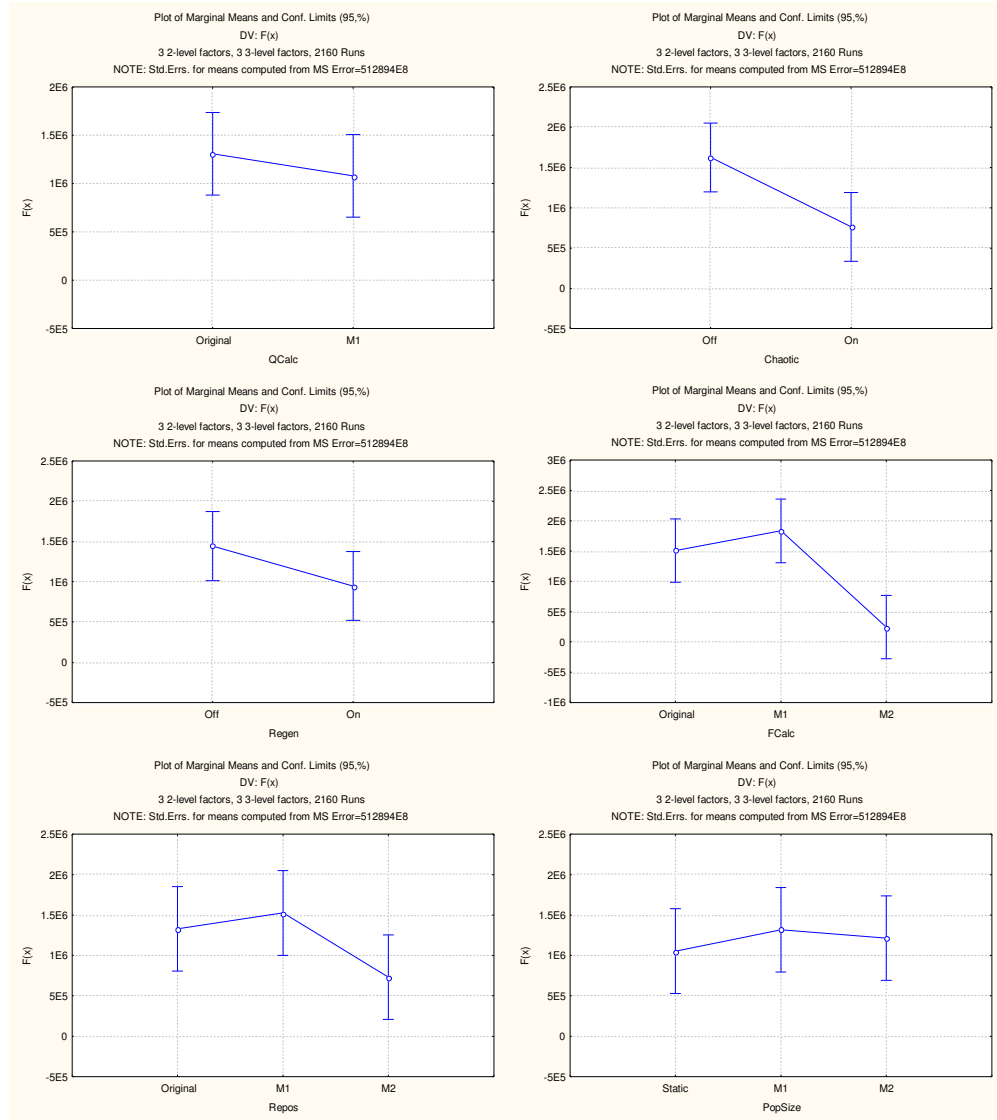 Plot of Marginal Means and Conf. Limits (95,%)
DV: F(x)
3 2-level factors, 3 3-level factors, 2160 Runs
NOTE: Std.Errs. for means computed from MS Error=512894E8
2E6
1.5E6
1E6
5E5
0
-5E5
F(x)
Original M1
QCalc
Plot of Marginal Means and Conf. Limits (95,%)
DV: F(x)
3 2-level factors, 3 3-level factors, 2160 Runs
NOTE: Std.Errs. for means computed from MS Error=512894E8
2.5E6
2E6
1.5E6
1E6
5E5
0
-5E5
F(x)
Off On
Chaotic
Plot of Marginal Means and Conf. Limits (95,%)
DV: F(x)
3 2-level factors, 3 3-level factors, 2160 Runs
NOTE: Std.Errs. for means computed from MS Error=512894E8
2.5E6
2E6
1.5E6
1E6
5E5
0
-5E5
F(x)
Off On
Regen
Plot of Marginal Means and Conf. Limits (95,%)
DV: F(x)
3 2-level factors, 3 3-level factors, 2160 Runs
NOTE: Std.Errs. for means computed from MS Error=512894E8
3E6
2.5E6
2E6
1.5E6
1E6
5E5
0
-5E5
-1E6
F(x)
Original M1 M2
FCalc
Plot of Marginal Means and Conf. Limits (95,%)
DV: F(x)
3 2-level factors, 3 3-level factors, 2160 Runs
NOTE: Std.Errs. for means computed from MS Error=512894E8
2.5E6
2E6
1.5E6
1E6
5E5
0
-5E5
F(x)
Original M1 M2
Repos
Plot of Marginal Means and Conf. Limits (95,%)
DV: F(x)
3 2-level factors, 3 3-level factors, 2160 Runs
NOTE: Std.Errs. for means computed from MS Error=512894E8
2.5E6
2E6
1.5E6
1E6
5E5
0
-5E5
F(x)
Static M1 M2
PopSize